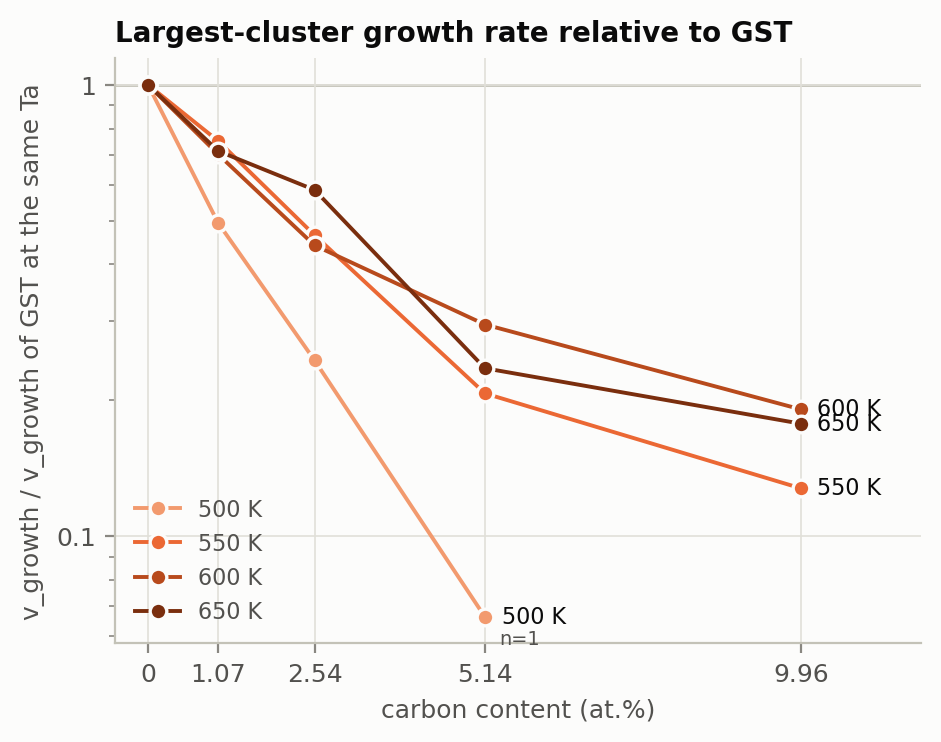 Largest-cluster growth rate relative to GST
v_growth / v_growth of GST at the same Ta
1
0.1
600 K
650 K
550 K
500 K
n=1
500 K
550 K
600 K
650 K
0 1.07 2.54 5.14 9.96
carbon content (at.%)